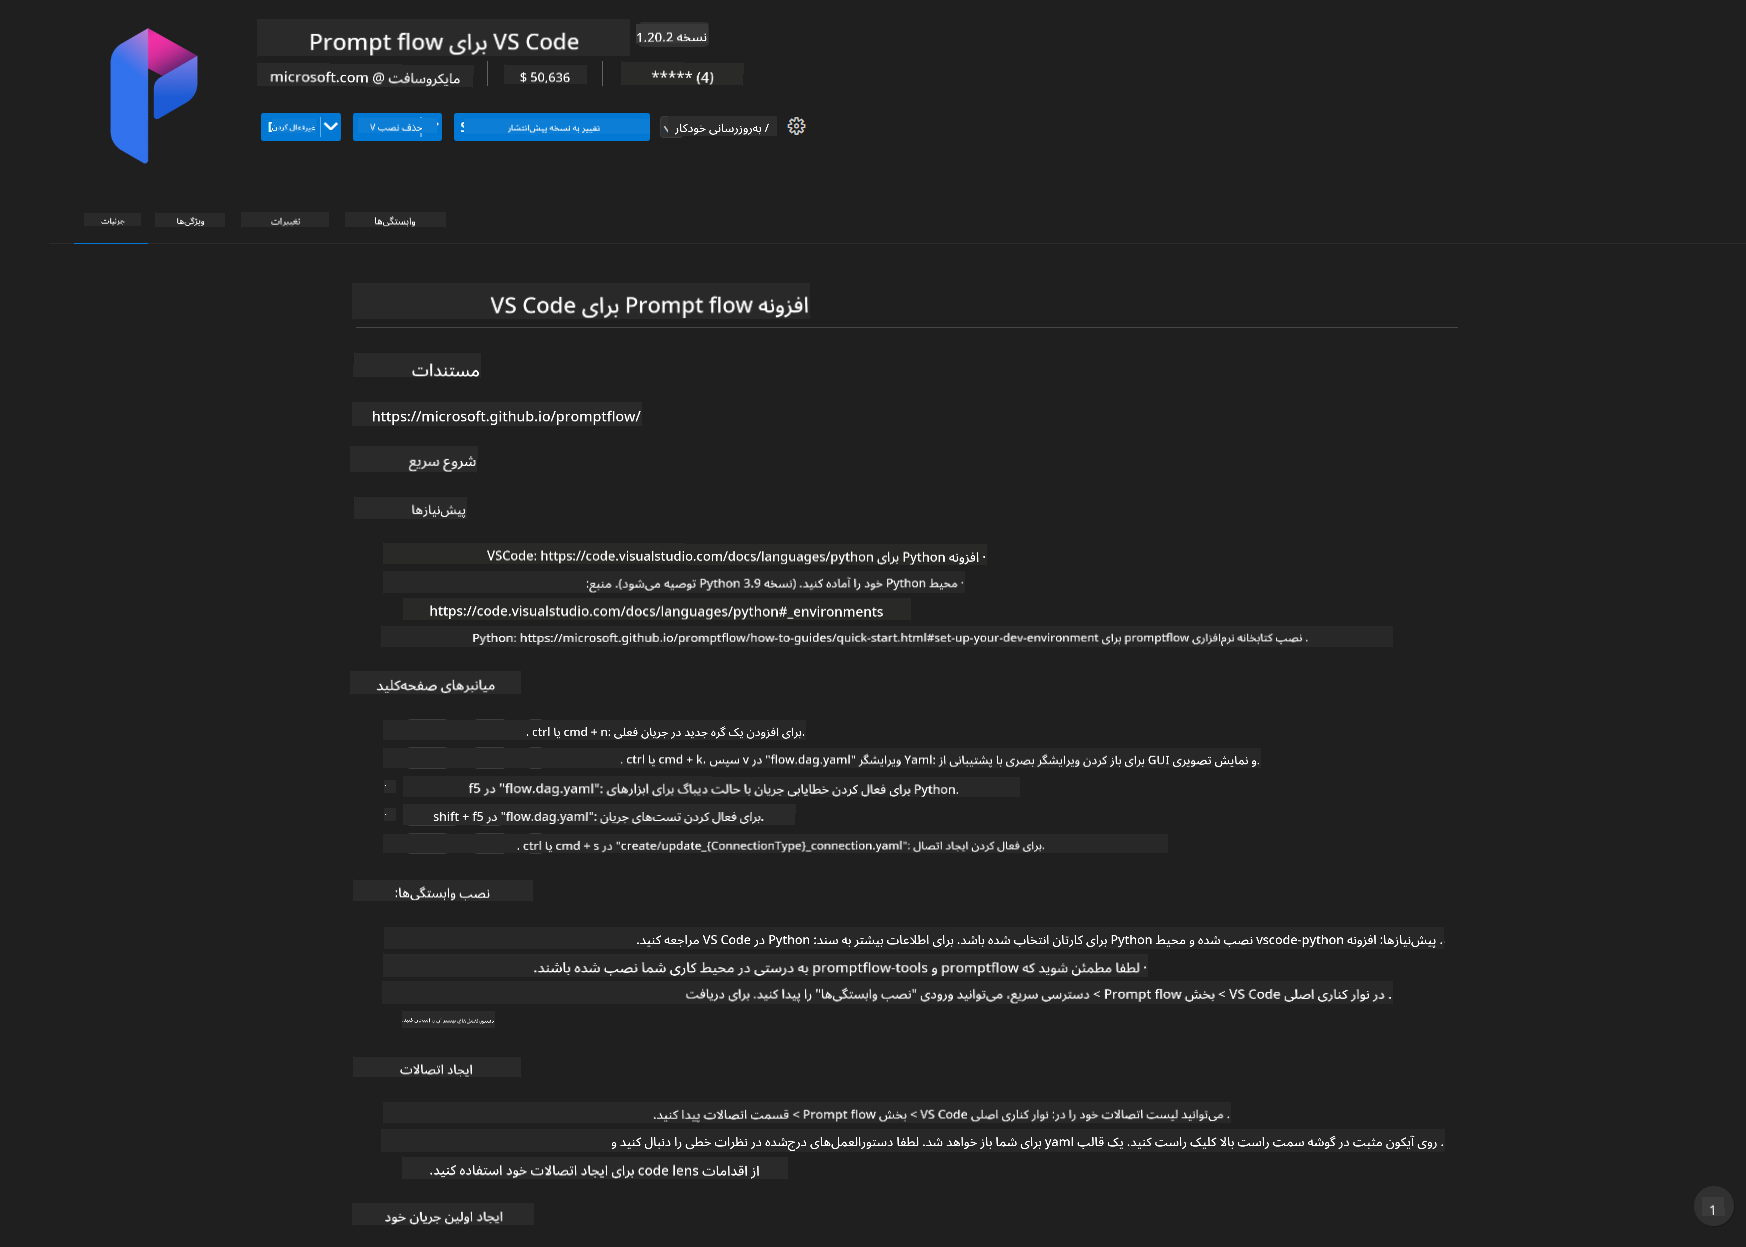 Prompt flow برای VS Code
نسخه 1.20.2
microsoft.com @ مایکروسافت
$ 50,636
***** (4)
غیرفعال کردن
حذف نصب
تغییر به نسخه پیش‌انتشار
/ به‌روزرسانی خودکار
جزئیات
ویژگی‌ها
تغییرات
وابستگی‌ها
افزونه Prompt flow برای VS Code
مستندات
https://microsoft.github.io/promptflow/
شروع سریع
پیش‌نیازها
· افزونه Python برای VSCode: https://code.visualstudio.com/docs/languages/python
· محیط Python خود را آماده کنید. (نسخه Python 3.9 توصیه می‌شود). منبع:
https://code.visualstudio.com/docs/languages/python#_environments
. نصب کتابخانه نرم‌افزاری promptflow برای Python: https://microsoft.github.io/promptflow/how-to-guides/quick-start.html#set-up-your-dev-environment
میانبرهای صفحه‌کلید
. ctrl یا cmd + n: برای افزودن یک گره جدید در جریان فعلی.
. ctrl یا cmd + k، سپس v در "flow.dag.yaml" ویرایشگر Yaml: برای باز کردن ویرایشگر بصری با پشتیبانی از GUI و نمایش تصویری.
· f5 در "flow.dag.yaml": برای فعال کردن خطایابی جریان با حالت دیباگ برای ابزارهای Python.
· shift + f5 در "flow.dag.yaml": برای فعال کردن تست‌های جریان.
. ctrl یا cmd + s در "create/update_{ConnectionType}_connection.yaml": برای فعال کردن ایجاد اتصال.
نصب وابستگی‌ها:
. پیش‌نیازها: افزونه vscode-python نصب شده و محیط Python برای کارتان انتخاب شده باشد. برای اطلاعات بیشتر به سند: Python در VS Code مراجعه کنید.
· لطفا مطمئن شوید که promptflow و promptflow-tools به درستی در محیط کاری شما نصب شده باشند.
. در نوار کناری اصلی VS Code > بخش Prompt flow > دسترسی سریع، می‌توانید ورودی "نصب وابستگی‌ها" را پیدا کنید. برای دریافت
ایجاد اتصالات
. می‌توانید لیست اتصالات خود را در: نوار کناری اصلی VS Code > بخش Prompt flow > قسمت اتصالات پیدا کنید.
. روی آیکون مثبت در گوشه سمت راست بالا کلیک راست کنید. یک قالب yaml برای شما باز خواهد شد. لطفا دستورالعمل‌های درج‌شده در نظرات خطی را دنبال کنید و
از اقدامات code lens برای ایجاد اتصالات خود استفاده کنید.
ایجاد اولین جریان خود
1